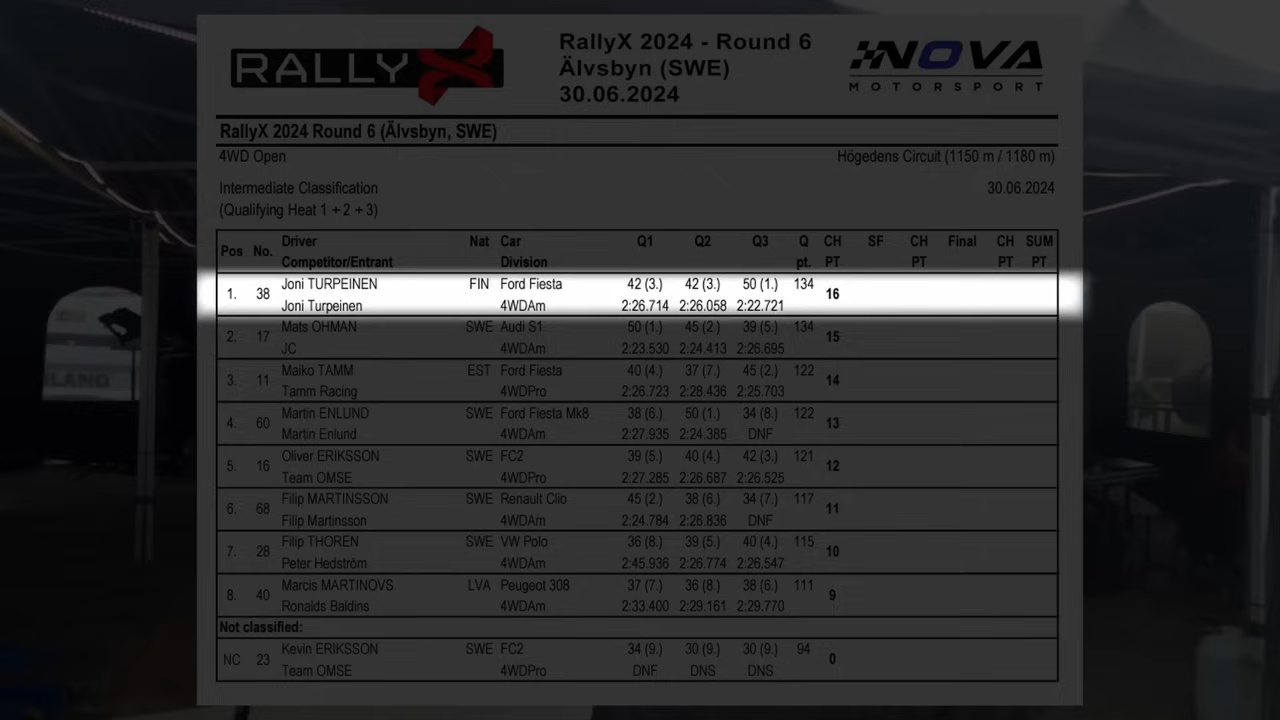 RALLYX
RallyX 2024 - Round 6
Älvsbyn (SWE)
30.06.2024
NOVA
MOTORSPORT
RallyX 2024 Round 6 (Älvsbyn, SWE)
4WD Open Högedens Circuit (1150 m / 1180 m)
Intermediate Classification 30.06.2024
(Qualifying Heat 1 + 2 + 3)
Pos No. Driver Nat Car Q1 Q2 Q3 Q CH SF CH Final CH SUM
Competitor/Entrant Division pt. PT PT PT PT
1. 38 Joni TURPEINEN FIN Ford Fiesta 42 (3.) 42 (3.) 50 (1.) 134 16
Joni Turpeinen 4WDAm 2:26.714 2:26.058 2:22.721
2. 17 Mats OHMAN SWE Audi S1 50 (1.) 45 (2.) 39 (5.) 134 15
JC 4WDAm 2:23.530 2:24.413 2:26.695
3. 11 Maiko TAMM EST Ford Fiesta 40 (4.) 37 (7.) 45 (2.) 122 14
Tamm Racing 4WDPro 2:26.723 2:28.436 2:25.703
4. 60 Martin ENLUND SWE Ford Fiesta Mk8 38 (6.) 50 (1.) 34 (8.) 122 13
Martin Enlund 4WDAm 2:27.935 2:24.385 DNF
5. 16 Oliver ERIKSSON SWE FC2 39 (5.) 40 (4.) 42 (3.) 121 12
Team OMSE 4WDPro 2:27.285 2:26.687 2:26.525
6. 68 Filip MARTINSSON SWE Renault Clio 45 (2.) 38 (6.) 34 (7.) 117 11
Filip Martinsson 4WDAm 2:24.784 2:26.836 DNF
7. 28 Filip THOREN SWE VW Polo 36 (8.) 39 (5.) 40 (4.) 115 10
Peter Hedström 4WDAm 2:45.936 2:26.774 2:26.547
8. 40 Marcis MARTINOVS LVA Peugeot 308 37 (7.) 36 (8.) 38 (6.) 111 9
Ronalds Baldins 4WDAm 2:33.400 2:29.161 2:29.770
Not classified:
NC 23 Kevin ERIKSSON SWE FC2 34 (9.) 30 (9.) 30 (9.) 94 0
Team OMSE 4WDPro DNF DNS DNS